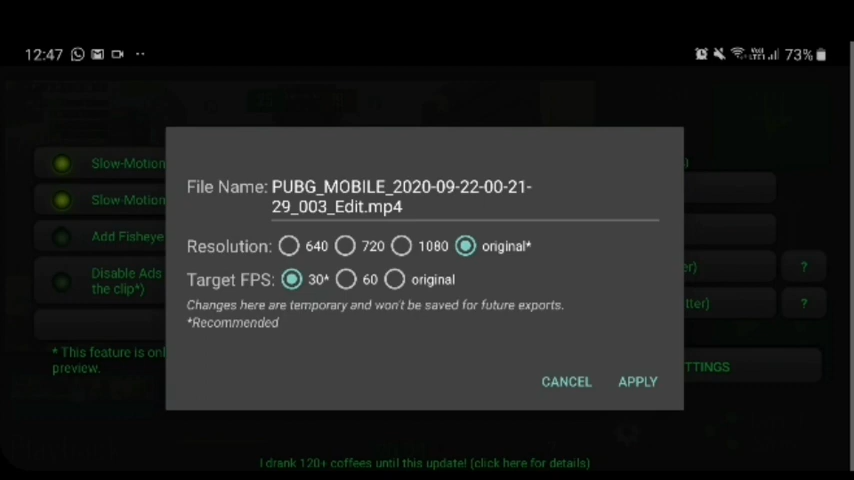 12:47
73%
Slow-Motion
Slow-Motion
Add Fisheye
Disable Ads
the clip*)
* This feature is onl
preview.
File Name: PUBG_MOBILE_2020-09-22-00-21-
29_003_Edit.mp4
Resolution: 640 720 1080 original*
Target FPS: 30* 60 original
Changes here are temporary and won't be saved for future exports.
*Recommended
CANCEL APPLY
er) ?
tter) ?
TTINGS
I drank 120+ coffees until this update! (click here for details)